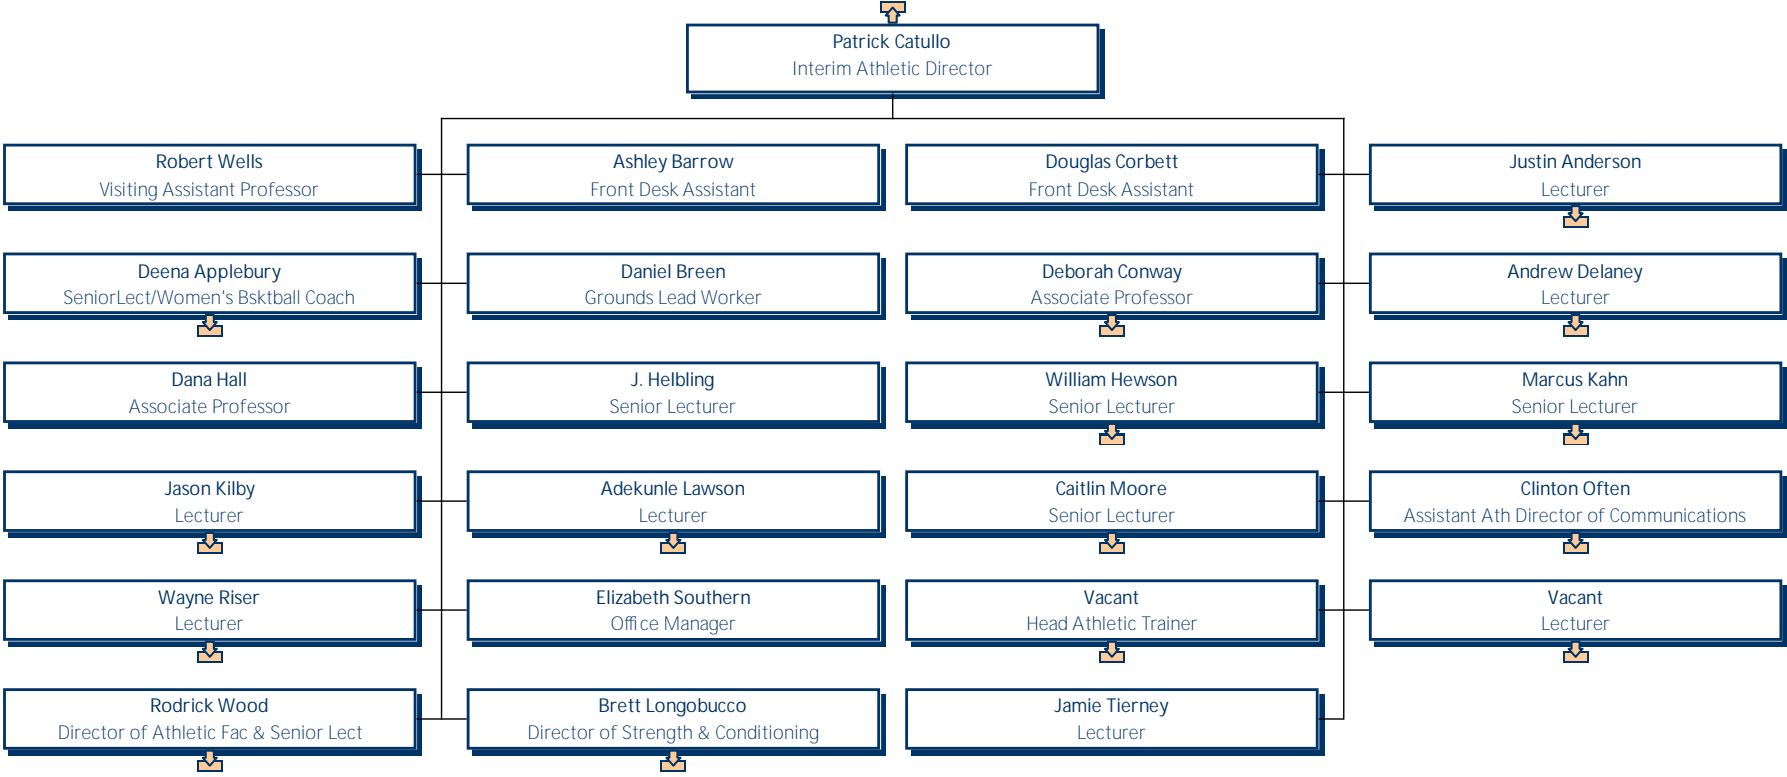 Patrick Catullo
Interim Athletic Director
Robert Wells
Visiting Assistant Professor
Ashley Barrow
Front Desk Assistant
Douglas Corbett
Front Desk Assistant
Justin Anderson
Lecturer
Deena Applebury
SeniorLect/Women's Bsktball Coach
Daniel Breen
Grounds Lead Worker
Deborah Conway
Associate Professor
Andrew Delaney
Lecturer
Dana Hall
Associate Professor
J. Helbling
Senior Lecturer
William Hewson
Senior Lecturer
Marcus Kahn
Senior Lecturer
Jason Kilby
Lecturer
Adekunle Lawson
Lecturer
Caitlin Moore
Senior Lecturer
Clinton Often
Assistant Ath Director of Communications
Wayne Riser
Lecturer
Elizabeth Southern
Office Manager
Vacant
Head Athletic Trainer
Vacant
Lecturer
Rodrick Wood
Director of Athletic Fac & Senior Lect
Brett Longobucco
Director of Strength & Conditioning
Jamie Tierney
Lecturer